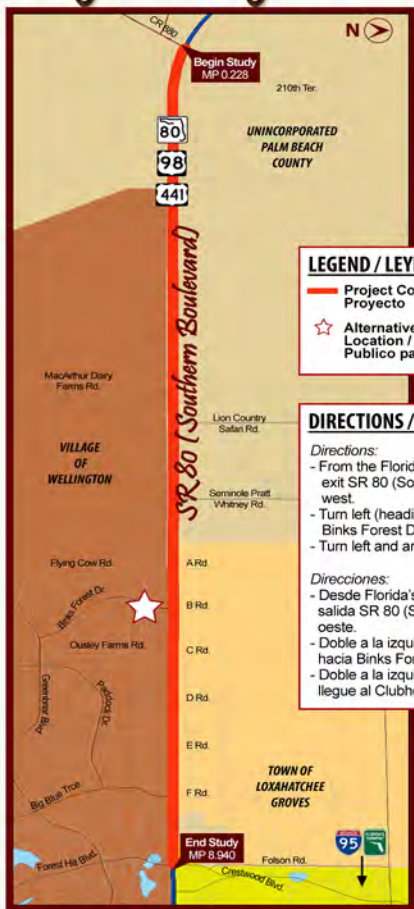 CR 880
N
Begin Study
MP 0.228
210th Ter.
80
98
441
UNINCORPORATED
PALM BEACH
COUNTY
SR 80 (Southern Boulevard)
LEGEND / LEY
Project Co
Proyecto
Alternative
Location /
Publico pa
MacArthur Dairy
Farms Rd.
Lion Country
Safari Rd.
VILLAGE
OF
WELLINGTON
Seminole Pratt
Whitney Rd.
DIRECTIONS /
Directions:
- From the Florid
exit SR 80 (So
west.
- Turn left (headi
Binks Forest D
- Turn left and ar
Direcciones:
- Desde Florida's
salida SR 80 (S
oeste.
- Doble a la izqui
hacia Binks For
- Doble a la izqui
llegue al Clubho
Flying Cow Rd.
A Rd.
Binks Forest Dr
B Rd.
Ousley Farms Rd.
C Rd.
Greenbriar Blvd
Paddock Dr.
D Rd.
E Rd.
Big Blue Trce
F Rd.
TOWN OF
LOXAHATCHEE
GROVES
End Study
MP 8.940
95
Forest Hill Blvd.
Folson Rd.
Crestwood Blvd.